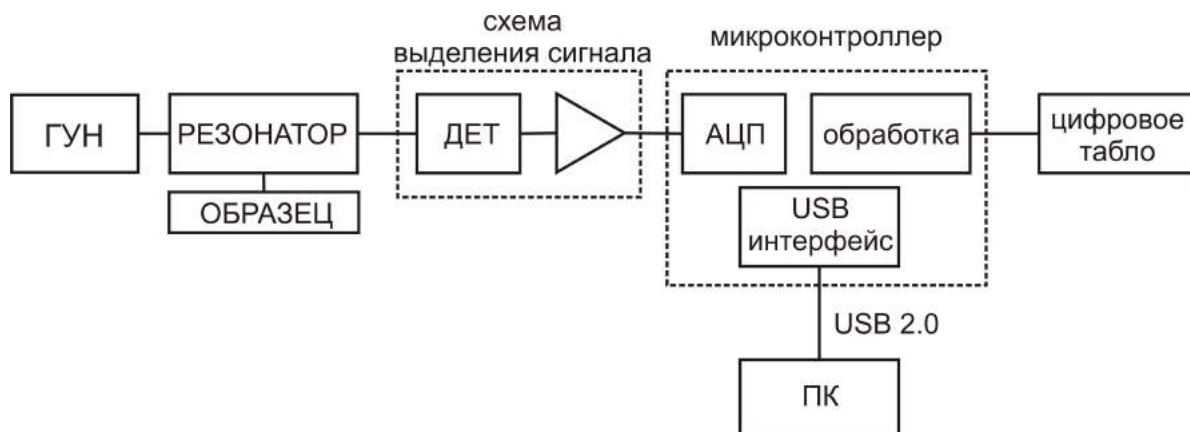 схема
выделения сигнала
микроконтроллер
ГУН
РЕЗОНАТОР
ДЕТ
АЦП
обработка
цифровое
табло
ОБРАЗЕЦ
USB
интерфейс
USB 2.0
ПК